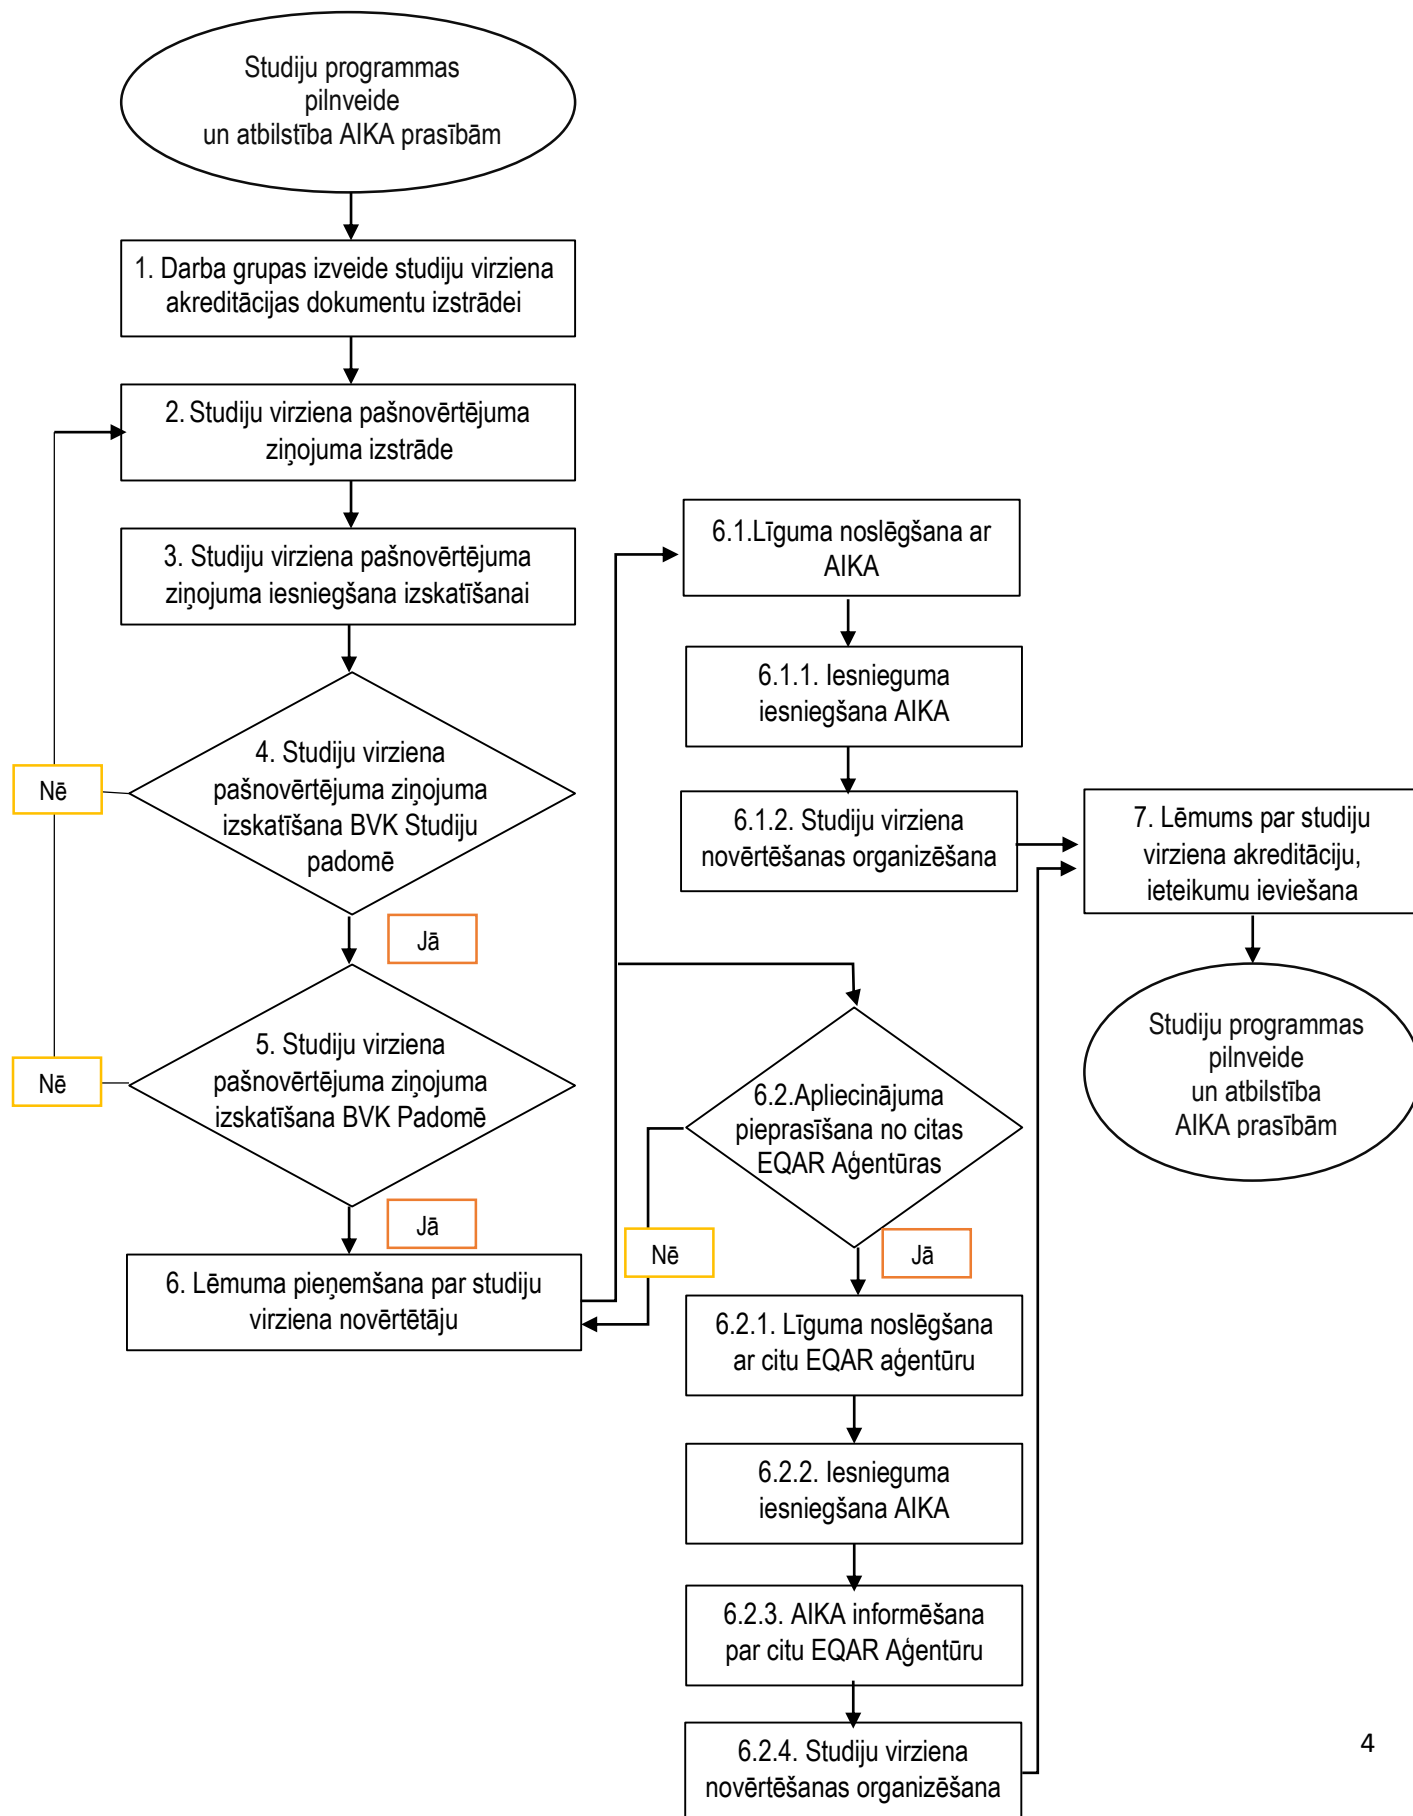 Studiju programmas
pilnveide
un atbilstība AIKA prasībām
1. Darba grupas izveide studiju virziena
akreditācijas dokumentu izstrādei
2. Studiju virziena pašnovērtējuma
ziņojuma izstrāde
3. Studiju virziena pašnovērtējuma
ziņojuma iesniegšana izskatīšanai
4. Studiju virziena
pašnovērtējuma ziņojuma
izskatīšana BVK Studiju
padomē
Nē
Jā
5. Studiju virziena
pašnovērtējuma ziņojuma
izskatīšana BVK Padomē
Nē
Jā
6. Lēmuma pieņemšana par studiju
virziena novērtētāju
6.1.Līguma noslēgšana ar
AIKA
6.1.1. Iesnieguma
iesniegšana AIKA
6.1.2. Studiju virziena
novērtēšanas organizēšana
6.2.Apliecinājuma
pieprasīšana no citas
EQAR Aģentūras
Nē
Jā
6.2.1. Līguma noslēgšana
ar citu EQAR aģentūru
6.2.2. Iesnieguma
iesniegšana AIKA
6.2.3. AIKA informēšana
par citu EQAR Aģentūru
6.2.4. Studiju virziena
novērtēšanas organizēšana
7. Lēmums par studiju
virziena akreditāciju,
ieteikumu ieviešana
Studiju programmas
pilnveide
un atbilstība
AIKA prasībām
4